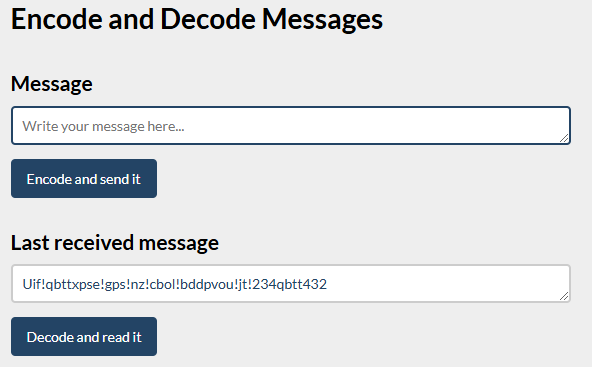 Encode and Decode Messages
Message
Write your message here...
Encode and send it
Last received message
Uif!qbttxpse!gps!nz!cbol!bddpvou!jt!234qbtt432
Decode and read it